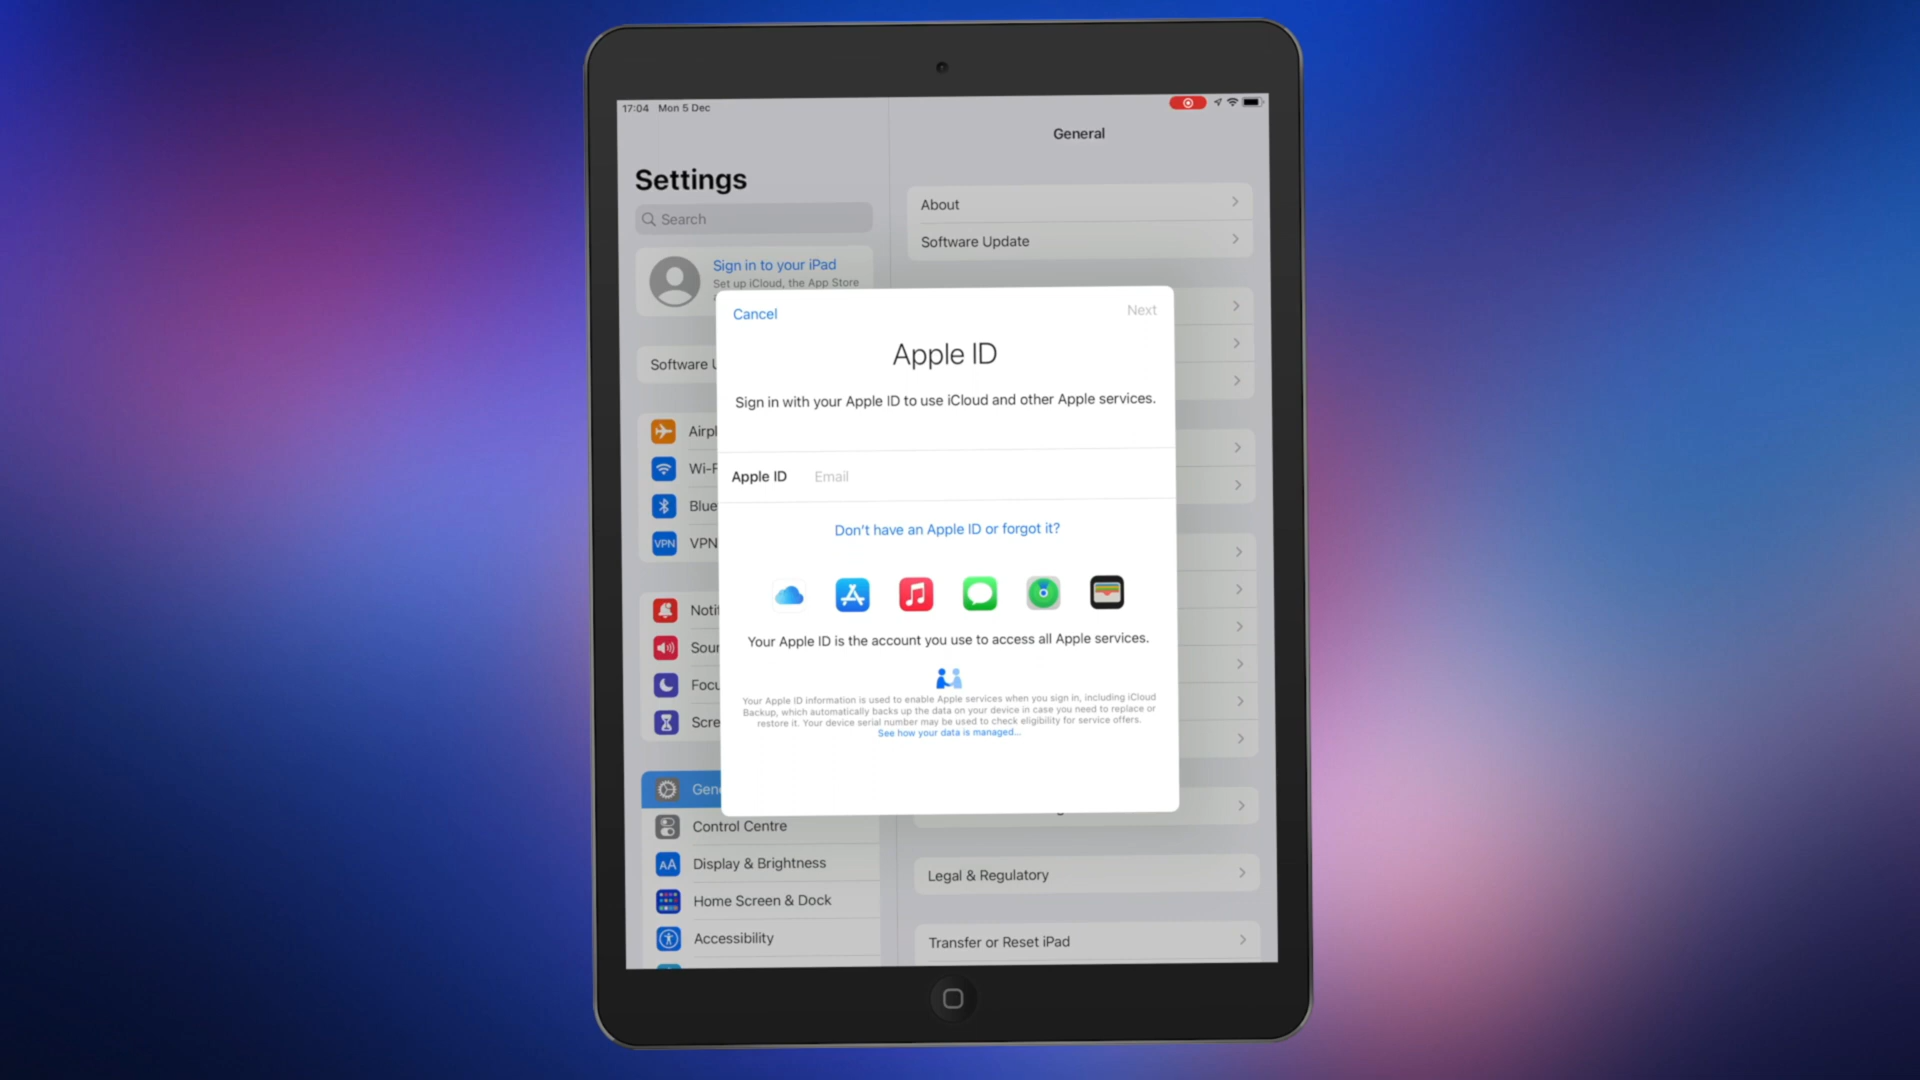 17:04 Mon 5 Dec
General
Settings
Search
About
Software Update
Sign in to your iPad
Set up iCloud, the App Store
Cancel
Next
Apple ID
Software U
Sign in with your Apple ID to use iCloud and other Apple services.
Airpl
Wi-F
Apple ID Email
Blue
Don't have an Apple ID or forgot it?
VPN VPN
Noti
Your Apple ID is the account you use to access all Apple services.
Sour
Focu
Your Apple ID information is used to enable Apple services when you sign in, including iCloud
Backup, which automatically backs up the data on your device in case you need to replace or
restore it. Your device serial number may be used to check eligibility for service offers.
See how your data is managed...
Scre
Gene
Control Centre
AA Display & Brightness
Legal & Regulatory
Home Screen & Dock
Accessibility
Transfer or Reset iPad